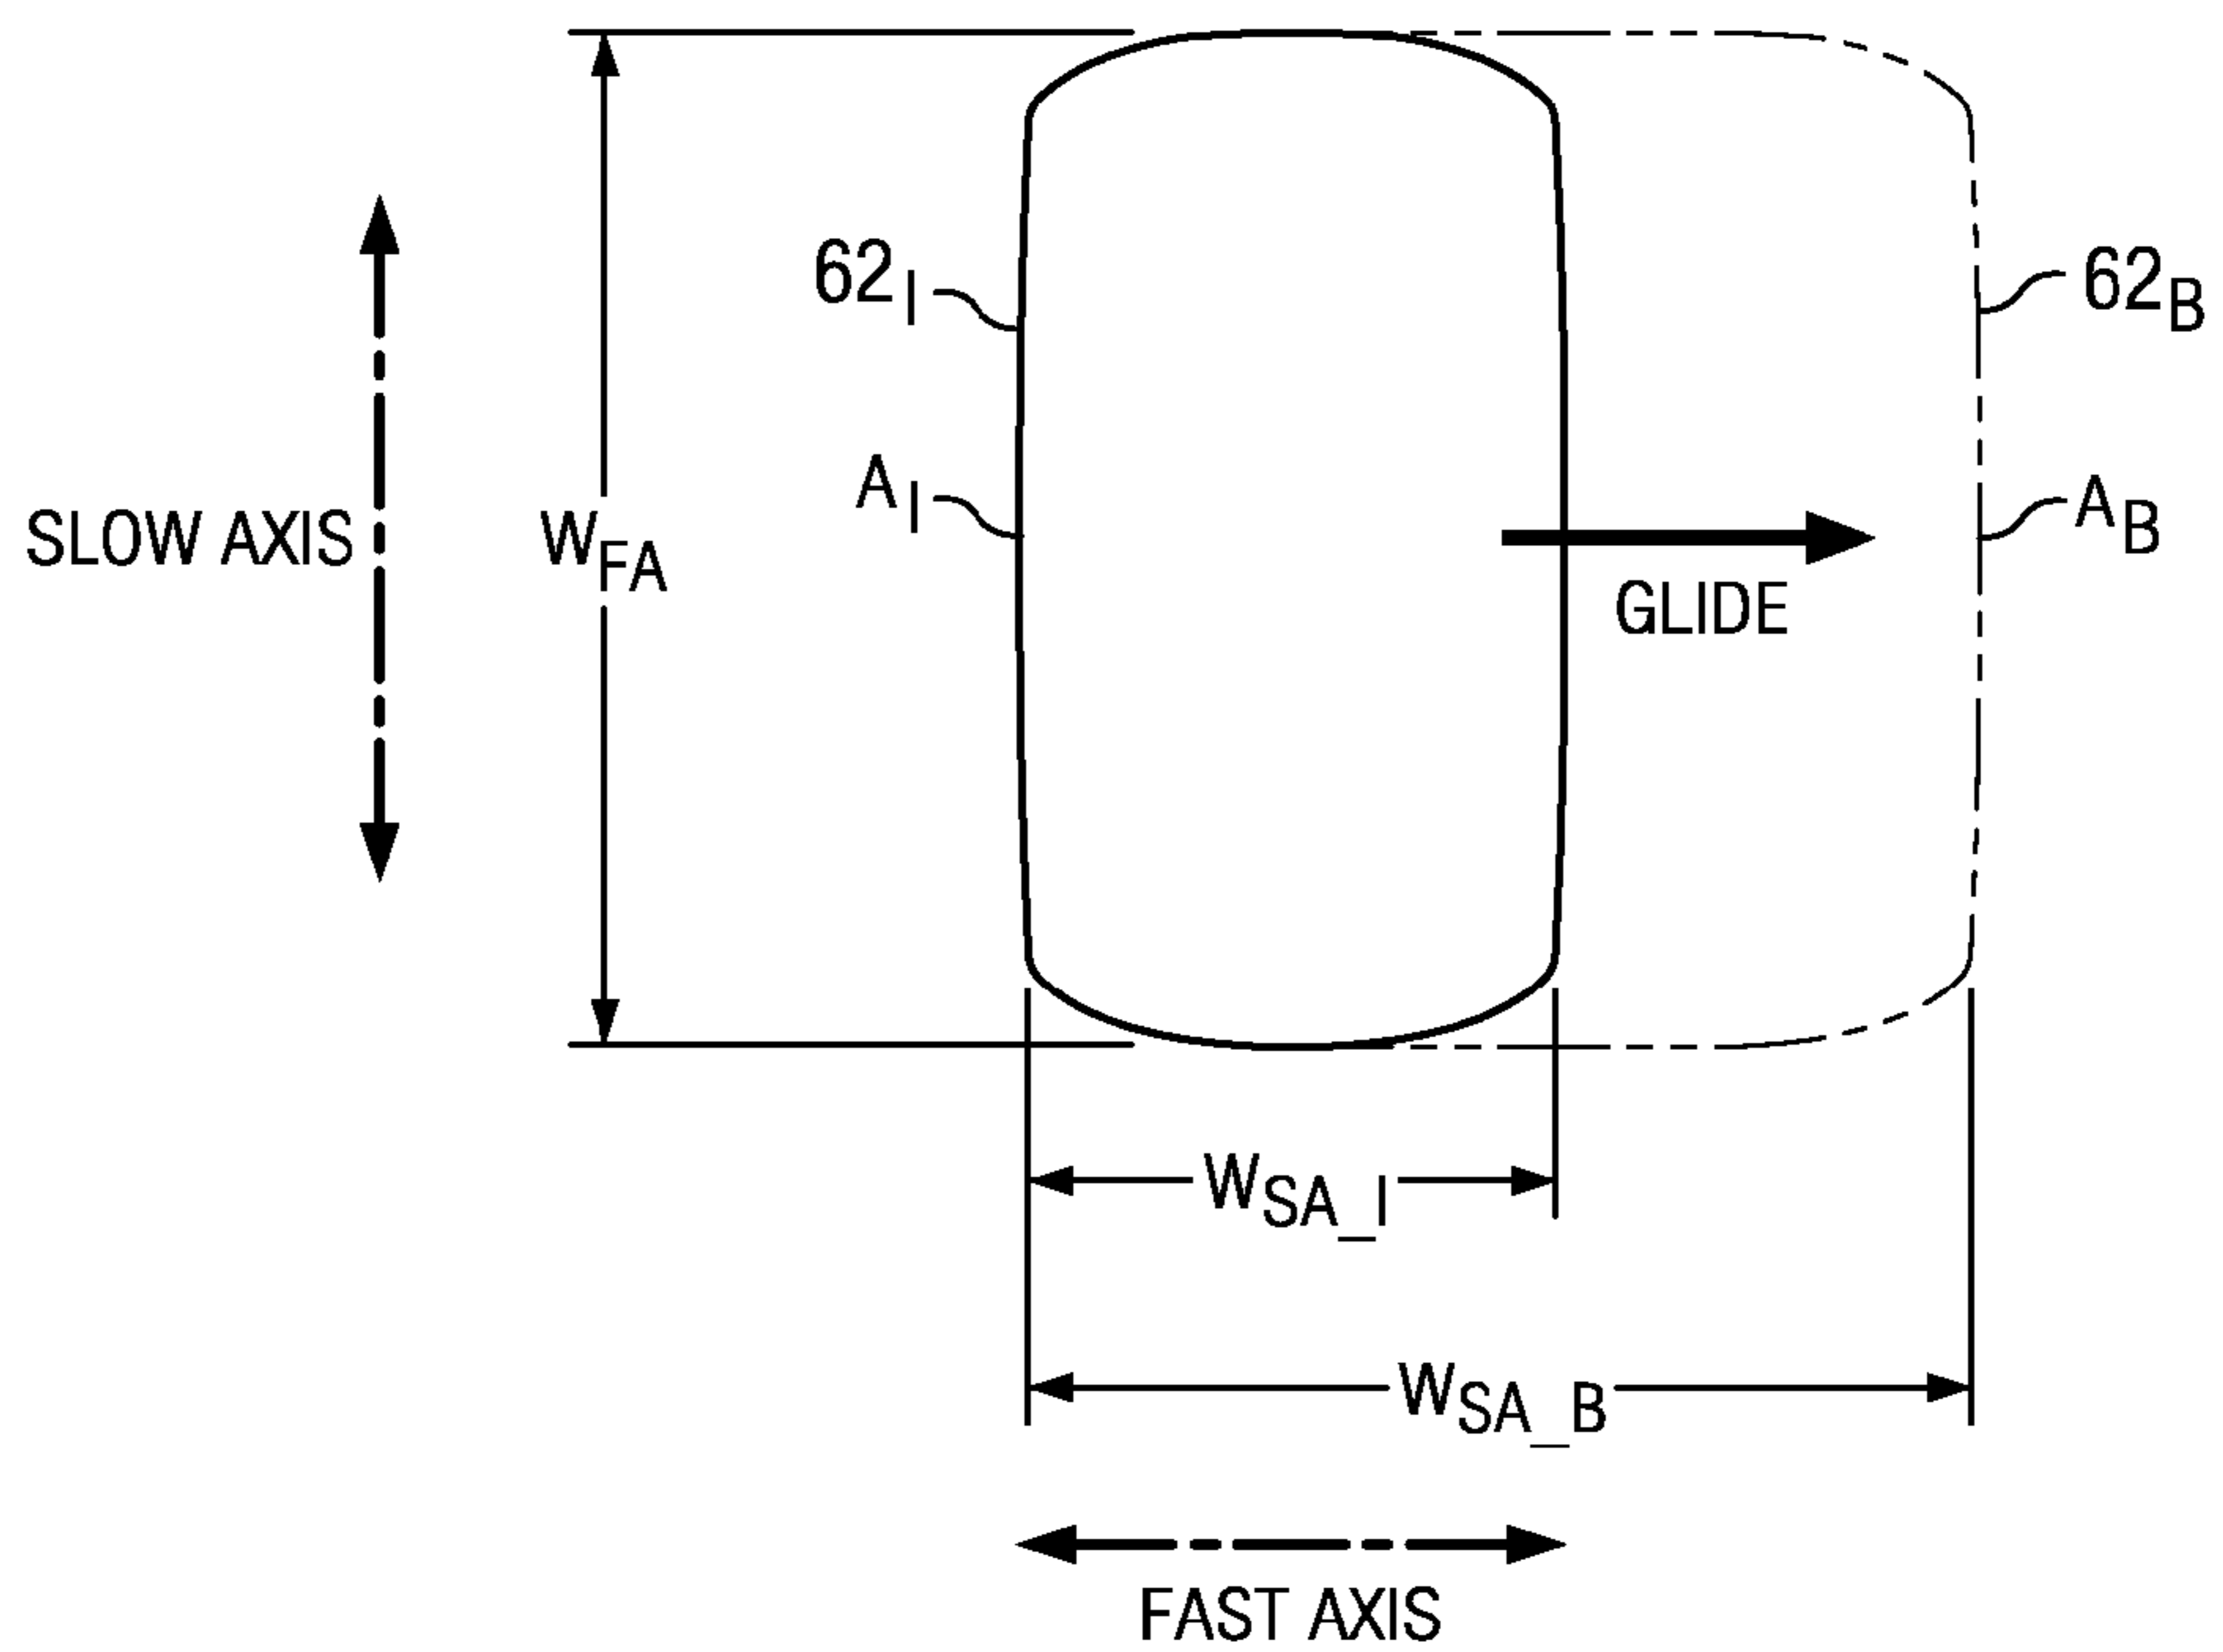 62I
62B
AI
AB
SLOW AXIS
WFA
GLIDE
WSA_I
WSA_B
FAST AXIS